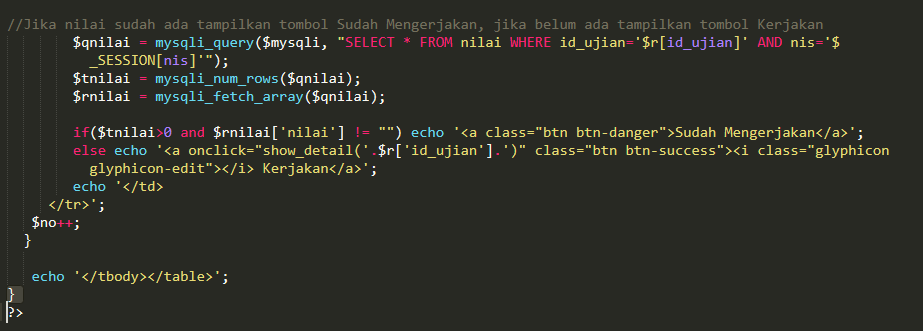 //Jika nilai sudah ada tampilkan tombol Sudah Mengerjakan, jika belum ada tampilkan tombol Kerjakan
$qnilai = mysqli_query($mysqli, "SELECT * FROM nilai WHERE id_ujian='$r[id_ujian]' AND nis='$
_SESSION[nis]'");
$tnilai = mysqli_num_rows($qnilai);
$rnilai = mysqli_fetch_array($qnilai);
if($tnilai>0 and $rnilai['nilai'] != "") echo '<a class="btn btn-danger">Sudah Mengerjakan</a>';
else echo '<a onclick="show_detail('.$r['id_ujian'].')" class="btn btn-success"><i class="glyphicon
glyphicon-edit"></i> Kerjakan</a>';
echo '</td>
</tr>';
$no++;
}
echo '</tbody></table>';
}
?>